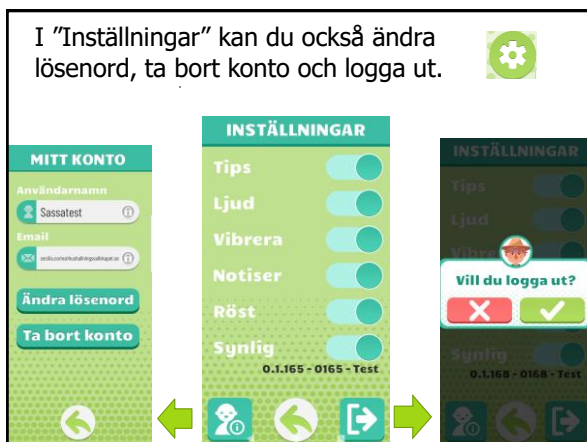 I ”Inställningar” kan du också ändra
lösenord, ta bort konto och logga ut.
MITT KONTO
Användarnamn
Sassatest
Email
Ändra lösenord
Ta bort konto
INSTÄLLNINGAR
Tips
Ljud
Vibrera
Notiser
Röst
Synlig
0.1.165 - 0165 - Test
INSTÄLLNINGAR
Tips
Ljud
Vibrera
Vill du logga ut?
Synlig
0.1.168 - 0168 - Test